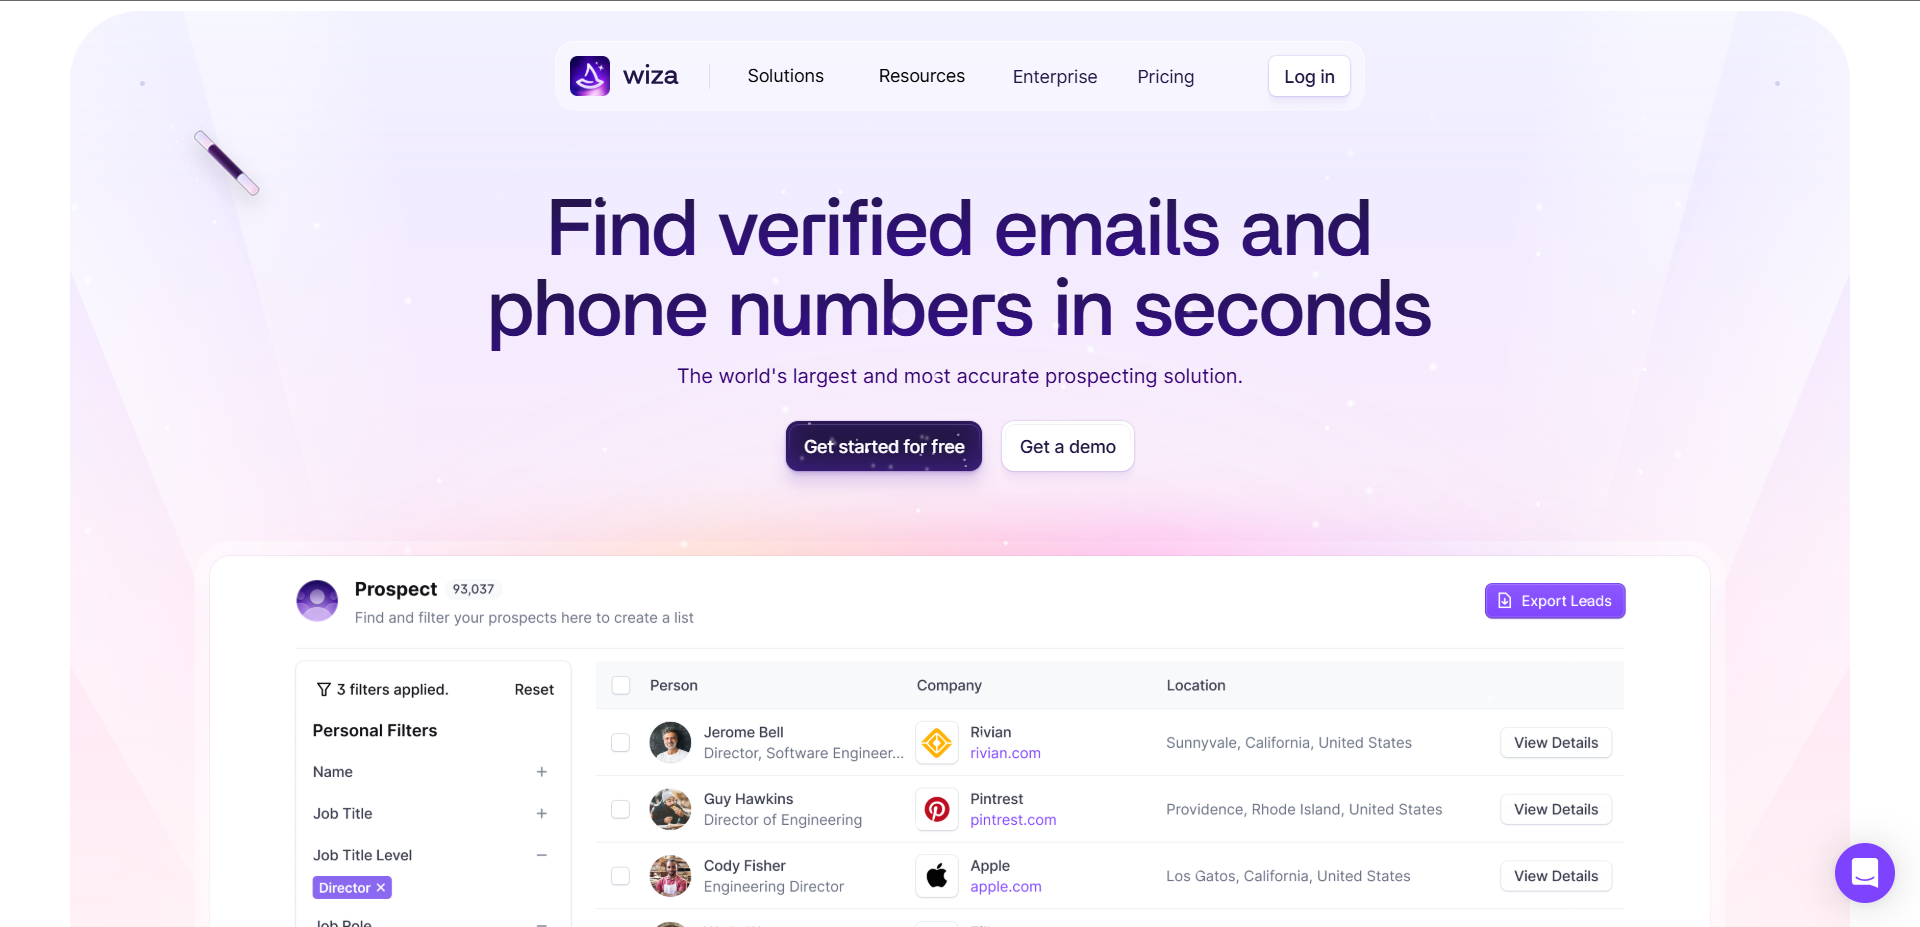 wiza
Solutions
Resources
Enterprise
Pricing
Log in
Find verified emails and
phone numbers in seconds
The world's largest and most accurate prospecting solution.
Get started for free
Get a demo
Prospect 93,037
Find and filter your prospects here to create a list
Export Leads
3 filters applied.
Reset
Personal Filters
Name
Job Title
Job Title Level
Director
Job Role
Person Company Location
Jerome Bell
Director, Software Engineer...
Rivian
rivian.com
Sunnyvale, California, United States
View Details
Guy Hawkins
Director of Engineering
Pintrest
pintrest.com
Providence, Rhode Island, United States
View Details
Cody Fisher
Engineering Director
Apple
apple.com
Los Gatos, California, United States
View Details